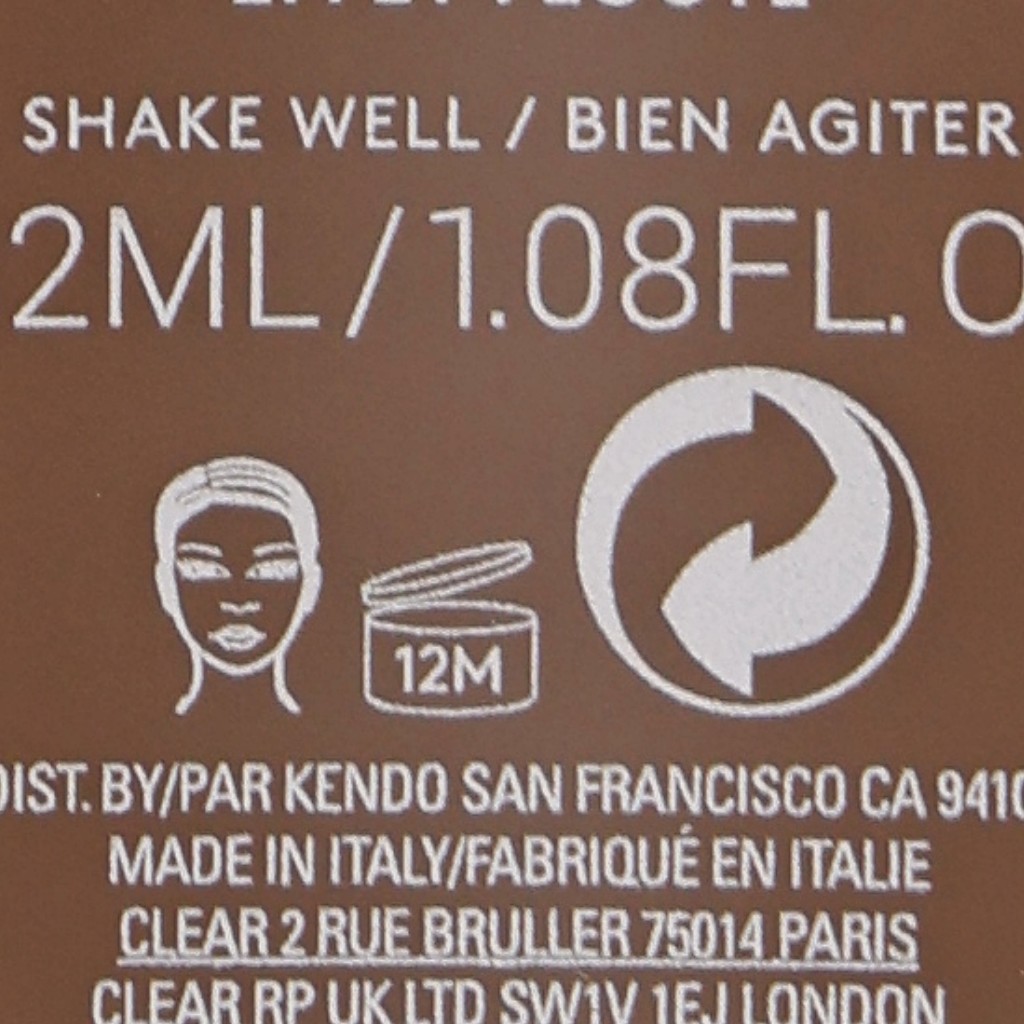 SHAKE WELL / BIEN AGITER
2ML/1.08FL. O
12M
DIST. BY/PAR KENDO SAN FRANCISCO CA 9410
MADE IN ITALY/FABRIQUÉ EN ITALIE
CLEAR 2 RUE BRULLER 75014 PARIS
CLEAR RP UK LTD SW1V 1EJ LONDON